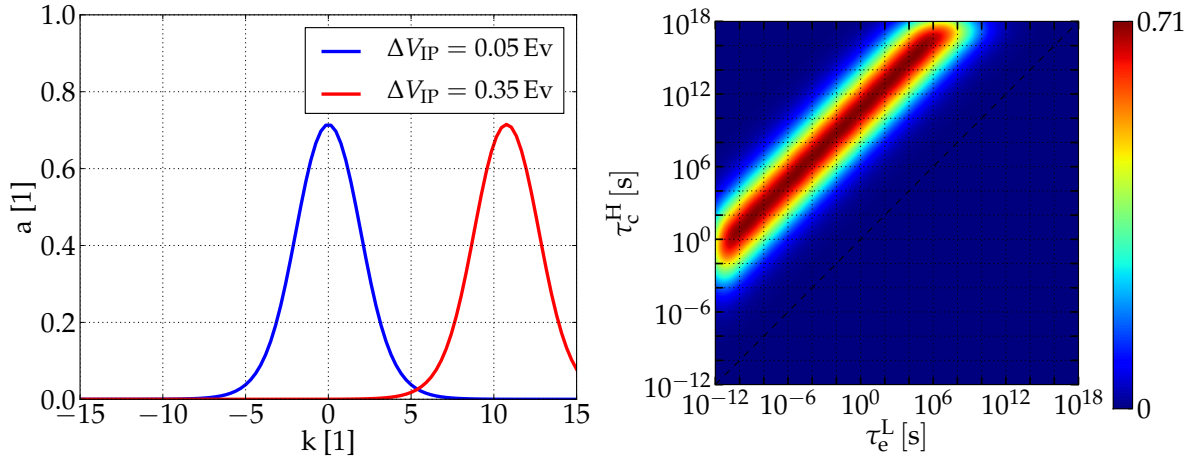 1.0
0.8
0.6
0.4
0.2
0.0
a [1]
−15 −10 −5 0 5 10 15
k [1]
ΔV_IP = 0.05 Ev
ΔV_IP = 0.35 Ev
10^18
10^12
10^6
10^0
10^−6
10^−12
τ_c^H [s]
10^−12 10^−6 10^0 10^6 10^12 10^18
τ_e^L [s]
0.71
0